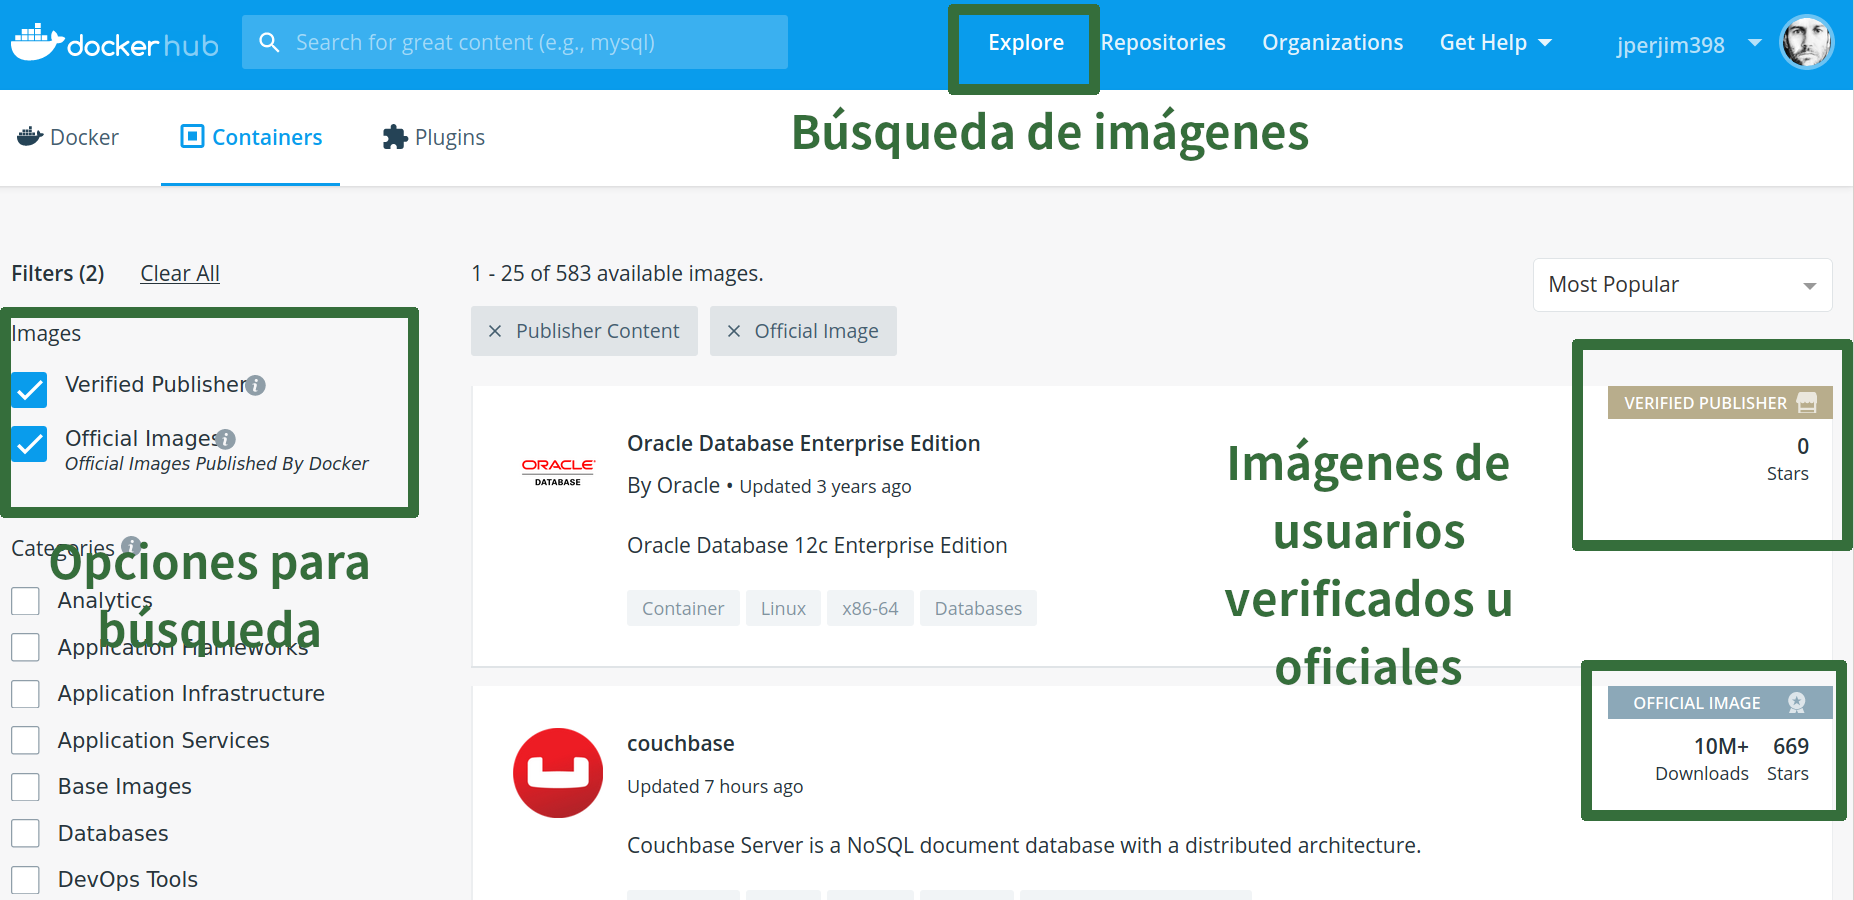 docker hub
Search for great content (e.g., mysql)
Explore
Repositories
Organizations
Get Help
jperjim398
Docker
Containers
Plugins
Búsqueda de imágenes
Filters (2)
Clear All
1 - 25 of 583 available images.
Most Popular
Images
Publisher Content
Official Image
Verified Publisher
Official Images
Official Images Published By Docker
Categories
Opciones para
búsqueda
Analytics
Application Frameworks
Application Infrastructure
Application Services
Base Images
Databases
DevOps Tools
ORACLE
DATABASE
Oracle Database Enterprise Edition
By Oracle • Updated 3 years ago
Oracle Database 12c Enterprise Edition
Container Linux x86-64 Databases
VERIFIED PUBLISHER
0
Stars
Imágenes de
usuarios
verificados u
oficiales
couchbase
Updated 7 hours ago
Couchbase Server is a NoSQL document database with a distributed architecture.
OFFICIAL IMAGE
10M+ 669
Downloads Stars